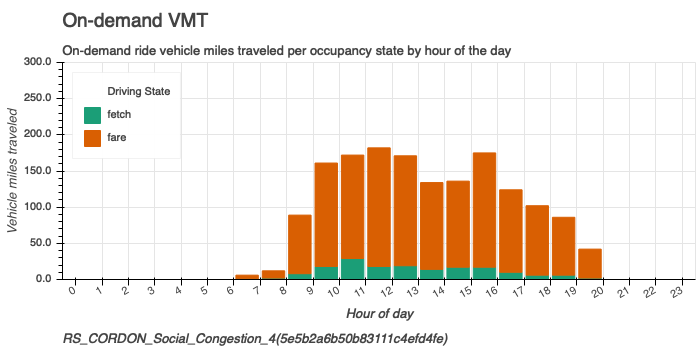 On-demand VMT
On-demand ride vehicle miles traveled per occupancy state by hour of the day
300.0
250.0
200.0
150.0
100.0
50.0
0.0
Vehicle miles traveled
Driving State
fetch
fare
0 1 2 3 4 5 6 7 8 9 10 11 12 13 14 15 16 17 18 19 20 21 22 23
Hour of day
RS_CORDON_Social_Congestion_4(5e5b2a6b50b83111c4efd4fe)